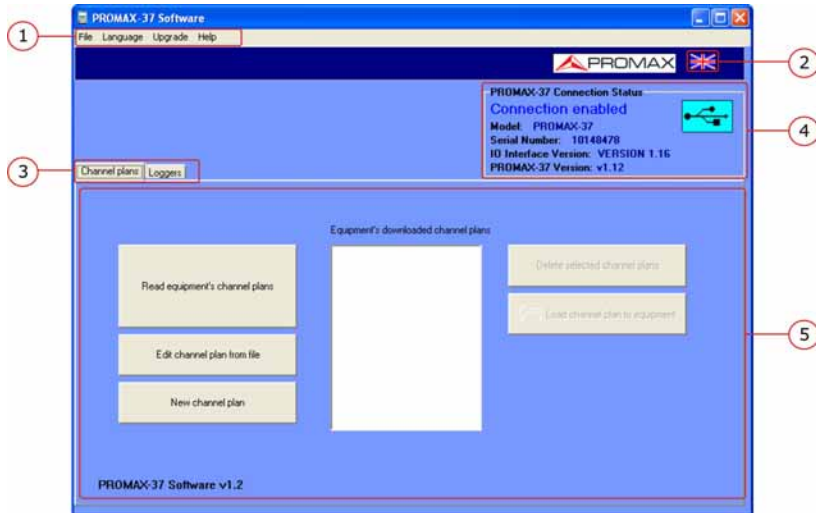 PROMAX-37 Software
1
File Language Upgrade Help
PROMAX
2
PROMAX-37 Connection Status
Connection enabled
Model: PROMAX-37
Serial Number: 10148478
IO Interface Version: VERSION 1.16
PROMAX-37 Version: v1.12
4
3
Channel plans Loggers
Equipment's downloaded channel plans
Read equipment's channel plans
Delete selected channel plans
Load channel plan to equipment
5
Edit channel plan from file
New channel plan
PROMAX-37 Software v1.2